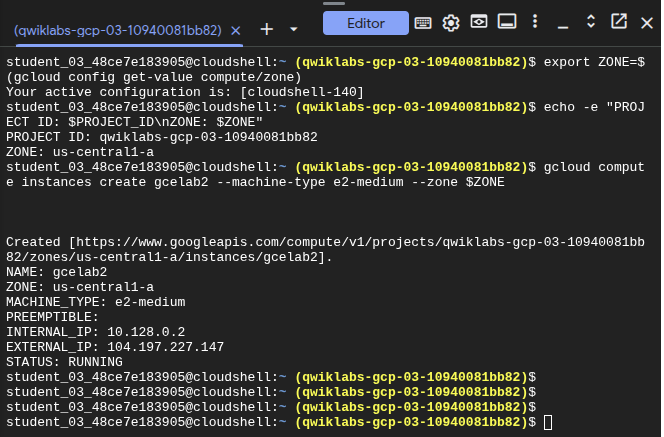 (qwiklabs-gcp-03-10940081bb82) × + Editor
student_03_48ce7e183905@cloudshell:~ (qwiklabs-gcp-03-10940081bb82)$ export ZONE=$
(gcloud config get-value compute/zone)
Your active configuration is: [cloudshell-140]
student_03_48ce7e183905@cloudshell:~ (qwiklabs-gcp-03-10940081bb82)$ echo -e "PROJ
ECT ID: $PROJECT_ID\nZONE: $ZONE"
PROJECT ID: qwiklabs-gcp-03-10940081bb82
ZONE: us-central1-a
student_03_48ce7e183905@cloudshell:~ (qwiklabs-gcp-03-10940081bb82)$ gcloud comput
e instances create gcelab2 --machine-type e2-medium --zone $ZONE
Created [https://www.googleapis.com/compute/v1/projects/qwiklabs-gcp-03-10940081bb
82/zones/us-central1-a/instances/gcelab2].
NAME: gcelab2
ZONE: us-central1-a
MACHINE_TYPE: e2-medium
PREEMPTIBLE:
INTERNAL_IP: 10.128.0.2
EXTERNAL_IP: 104.197.227.147
STATUS: RUNNING
student_03_48ce7e183905@cloudshell:~ (qwiklabs-gcp-03-10940081bb82)$
student_03_48ce7e183905@cloudshell:~ (qwiklabs-gcp-03-10940081bb82)$
student_03_48ce7e183905@cloudshell:~ (qwiklabs-gcp-03-10940081bb82)$
student_03_48ce7e183905@cloudshell:~ (qwiklabs-gcp-03-10940081bb82)$